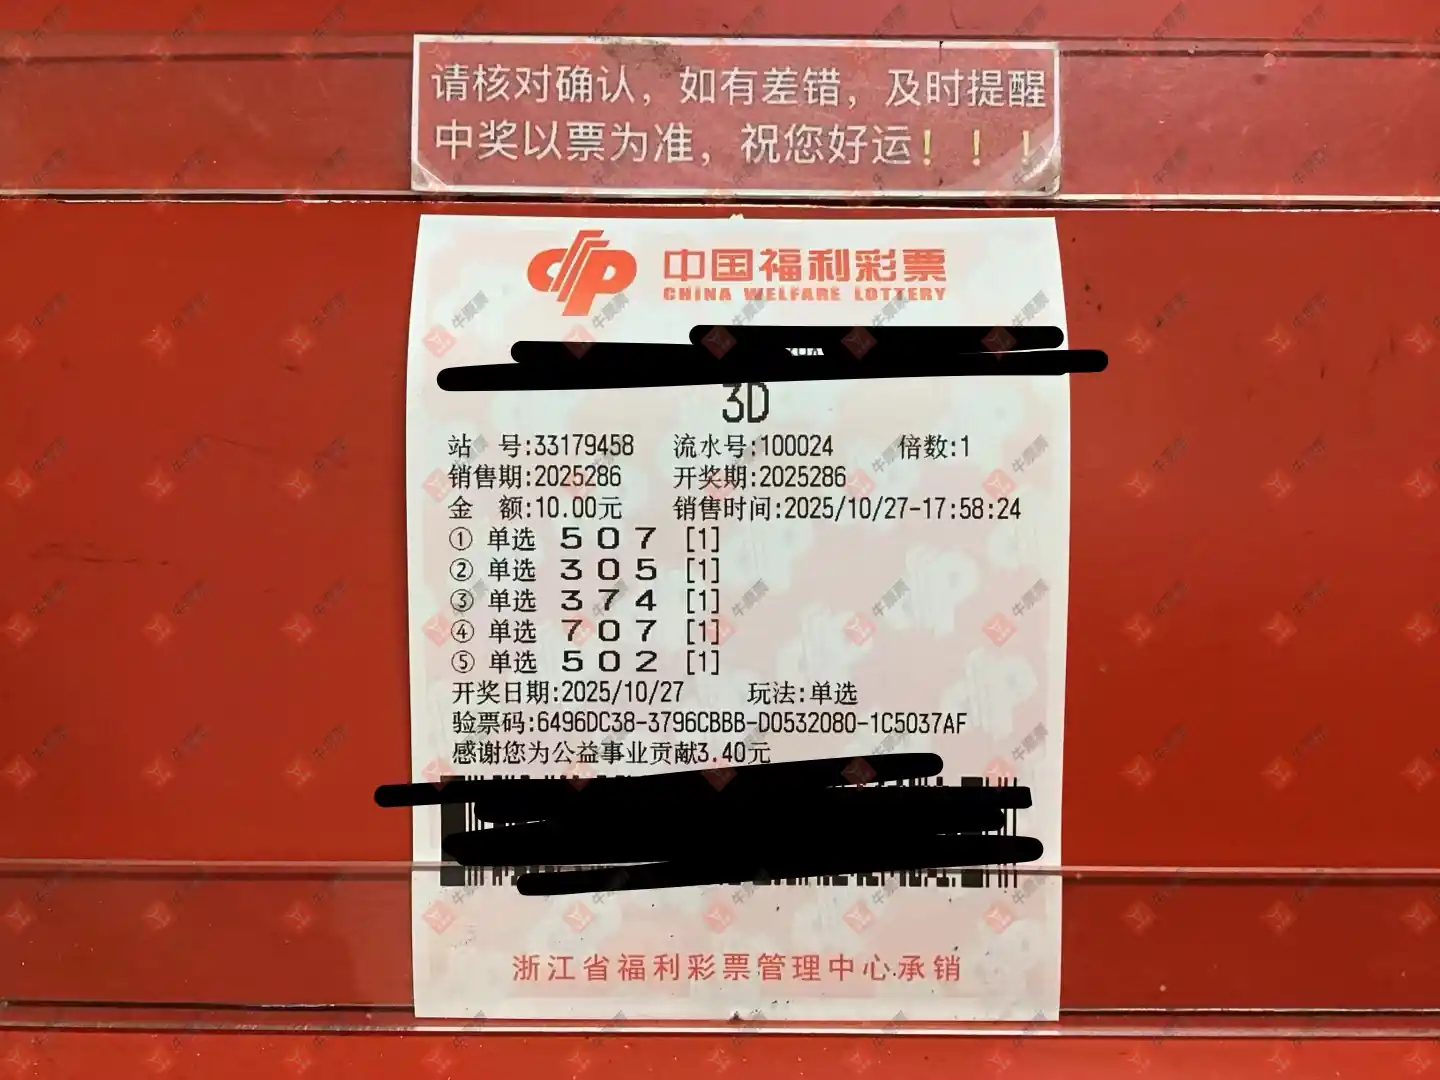 请核对确认，如有差错，及时提醒
中奖以票为准，祝您好运！！！
中国福利彩票
CHINA WELFARE LOTTERY
3D
站 号:33179458 流水号:100024 倍数:1
销售期:2025286 开奖期:2025286
金 额:10.00元 销售时间:2025/10/27-17:58:24
① 单选 5 0 7 [1]
② 单选 3 0 5 [1]
③ 单选 3 7 4 [1]
④ 单选 7 0 7 [1]
⑤ 单选 5 0 2 [1]
开奖日期:2025/10/27 玩法:单选
验票码:6496DC38-3796CBBB-D0532080-1C5037AF
感谢您为公益事业贡献3.40元
浙江省福利彩票管理中心承销